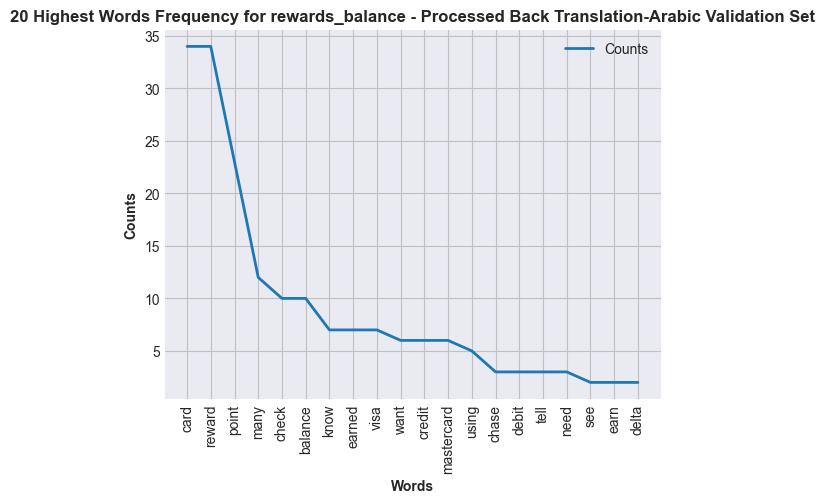 20 Highest Words Frequency for rewards_balance - Processed Back Translation-Arabic Validation Set
Counts
35
30
25
20
15
10
5
Counts
card
reward
point
many
check
balance
know
earned
visa
want
credit
mastercard
using
chase
debit
tell
need
see
earn
delta
Words